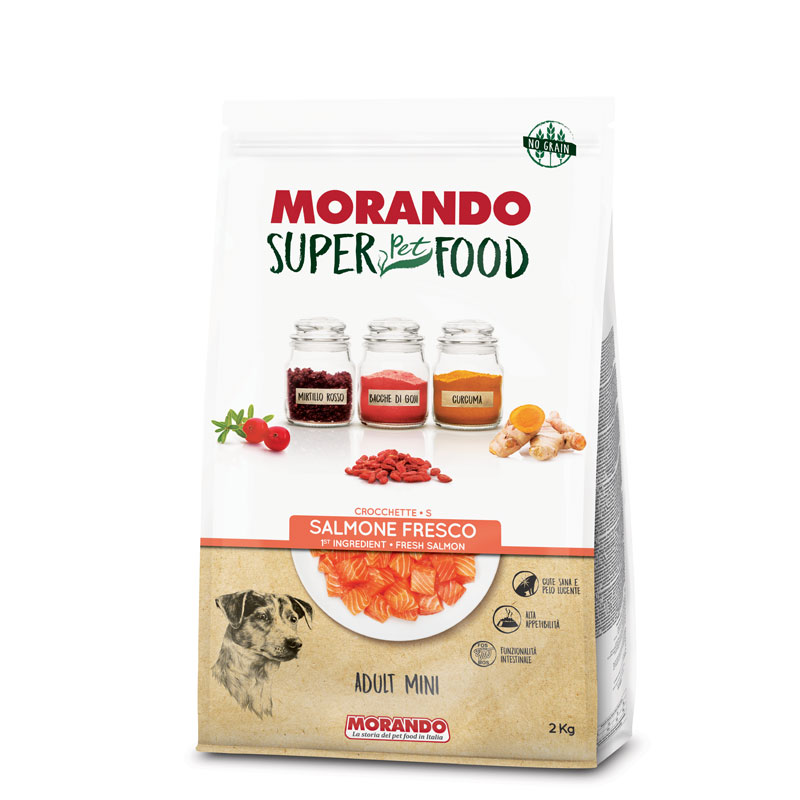 NO GRAIN
MORANDO
SUPER Pet FOOD
MIRTILLO ROSSO
BACCHE DI GOJI
CURCUMA
CROCCHETTE • S
SALMONE FRESCO
1ST INGREDIENT • FRESH SALMON
CUTE SANA E
PELO LUCENTE
ALTA
APPETIBILITÀ
FOS
MOS
FUNZIONALITÀ
INTESTINALE
ADULT MINI
MORANDO
La storia del pet food in Italia
2 Kg